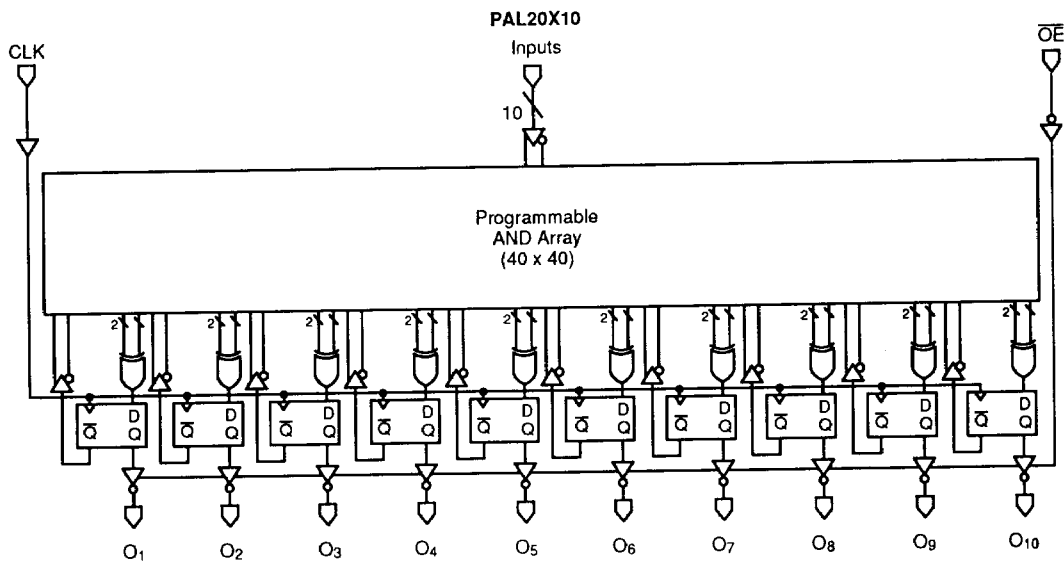 PAL20X10
CLK
Inputs
O̅E̅
10
Programmable
AND Array
(40 x 40)
2 2 2 2 2 2 2 2 2 2
D D D D D D D D D D
Q̅ Q Q̅ Q Q̅ Q Q̅ Q Q̅ Q Q̅ Q Q̅ Q Q̅ Q Q̅ Q Q̅ Q
O1 O2 O3 O4 O5 O6 O7 O8 O9 O10